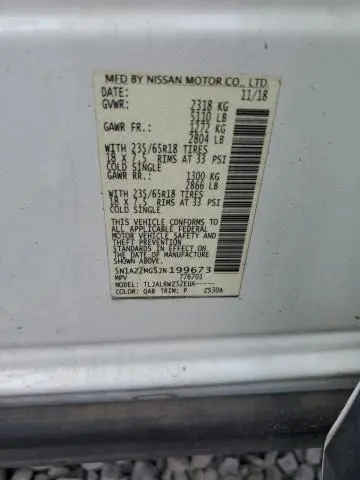 MFD BY NISSAN MOTOR CO., LTD.
DATE: 11/18
GVWR: 2318 KG
5110 LB
GAWR FR.: 1272 KG
2804 LB
WITH 235/65R18 TIRES
18 X 7.5 RIMS AT 33 PSI
COLD SINGLE
GAWR RR.: 1300 KG
2866 LB
WITH 235/65R18 TIRES
18 X 7.5 RIMS AT 33 PSI
COLD SINGLE
THIS VEHICLE CONFORMS TO
ALL APPLICABLE FEDERAL
MOTOR VEHICLE SAFETY
STANDARDS IN EFFECT ON
THE DATE OF MANUFACTURE
SHOWN ABOVE.
5N1AZ2MG5JN199673
MPV 776701
MODEL: TLJALRWZ52EUA-----
COLOR: QAB TRIM: P ZS30A